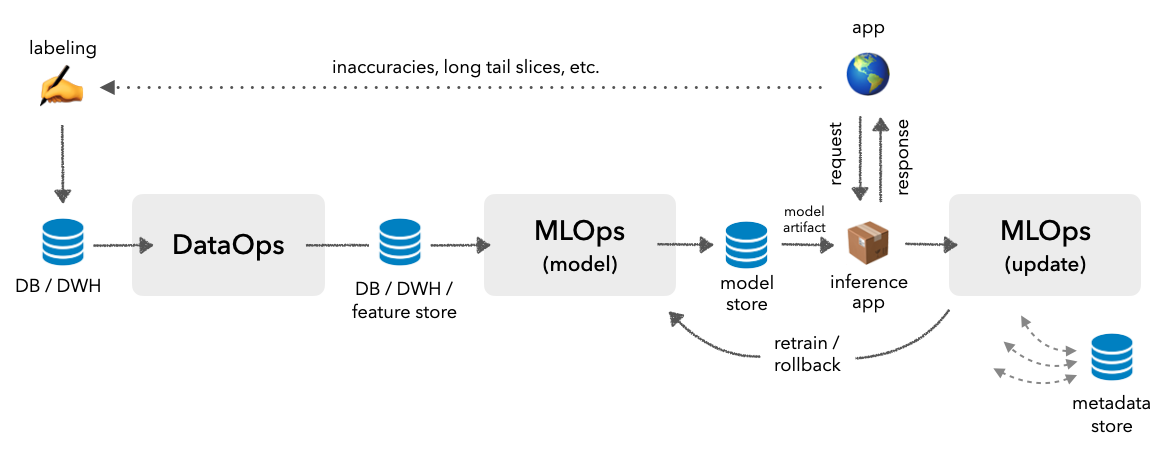 labeling
app
inaccuracies, long tail slices, etc.
request
response
DataOps
MLOps
(model)
model
artifact
MLOps
(update)
DB / DWH
DB / DWH /
feature store
model
store
inference
app
retrain /
rollback
metadata
store